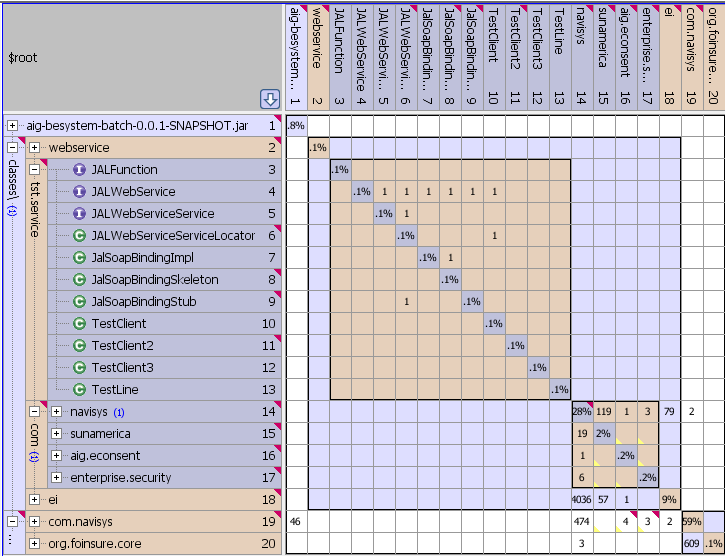 $root
aig-besystem... 1
webservice 2
JALFunction 3
JALWebService 4
JALWebServi... 5
JALWebServi... 6
JalSoapBindin... 7
JalSoapBindin... 8
JalSoapBindin... 9
TestClient 10
TestClient2 11
TestClient3 12
TestLine 13
navisys 14
sunamerica 15
aig.econsent 16
enterprise.s... 17
ei 18
com.navisys 19
org.foinsure... 20
aig-besystem-batch-0.0.1-SNAPSHOT.jar 1 .8%
classes\ (1)
webservice 2 .1%
tst.service
JALFunction 3 .1%
JALWebService 4 .1% 1 1 1 1 1 1
JALWebServiceService 5 .1% 1
JALWebServiceServiceLocator 6 .1% 1
JalSoapBindingImpl 7 .1% 1
JalSoapBindingSkeleton 8 .1%
JalSoapBindingStub 9 1 .1%
TestClient 10 .1%
TestClient2 11 .1%
TestClient3 12 .1%
TestLine 13 .1%
com (1)
navisys (1) 14 28% 119 1 3 79 2
sunamerica 15 19 2%
aig.econsent 16 1 .2%
enterprise.security 17 6 .2%
ei 18 4036 57 1 9%
...
com.navisys 19 46 474 4 3 2 59%
org.foinsure.core 20 3 609 .1%